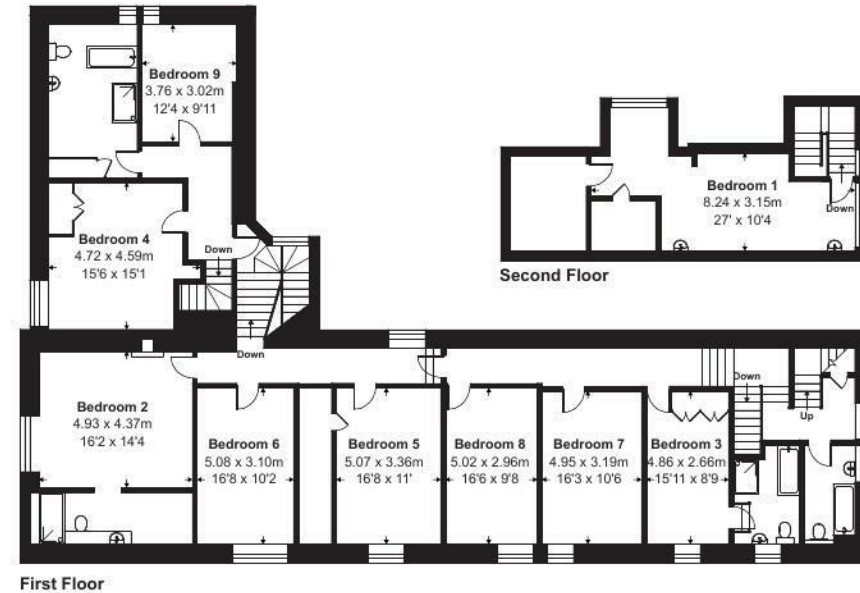 Bedroom 9
3.76 x 3.02m
12'4 x 9'11
Bedroom 4
4.72 x 4.59m
15'6 x 15'1
Down
Down
Bedroom 1
8.24 x 3.15m
27' x 10'4
Down
Second Floor
Bedroom 2
4.93 x 4.37m
16'2 x 14'4
Bedroom 6
5.08 x 3.10m
16'8 x 10'2
Bedroom 5
5.07 x 3.36m
16'8 x 11'
Bedroom 8
5.02 x 2.96m
16'6 x 9'8
Bedroom 7
4.95 x 3.19m
16'3 x 10'6
Bedroom 3
4.86 x 2.66m
15'11 x 8'9
Down
Up
First Floor